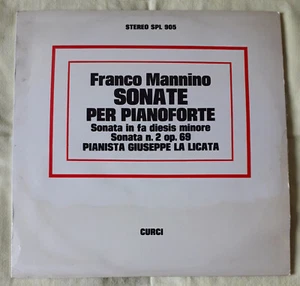 STEREO SPL 905
Franco Mannino
SONATE
PER PIANOFORTE
Sonata in fa diesis minore
Sonata n. 2 op. 69
PIANISTA GIUSEPPE LA LICATA
CURCI